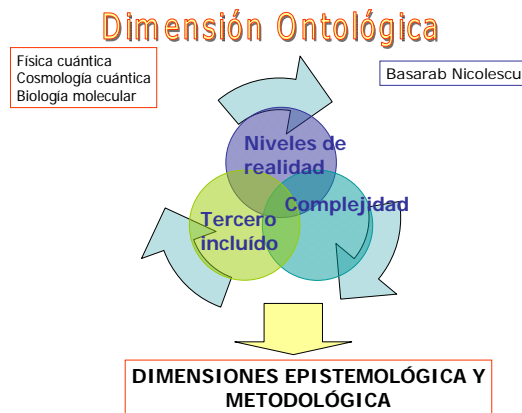 Dimensión Ontológica
Física cuántica
Cosmología cuántica
Biología molecular
Basarab Nicolescu
Niveles de
realidad
Complejidad
Tercero
incluído
DIMENSIONES EPISTEMOLÓGICA Y
METODOLÓGICA